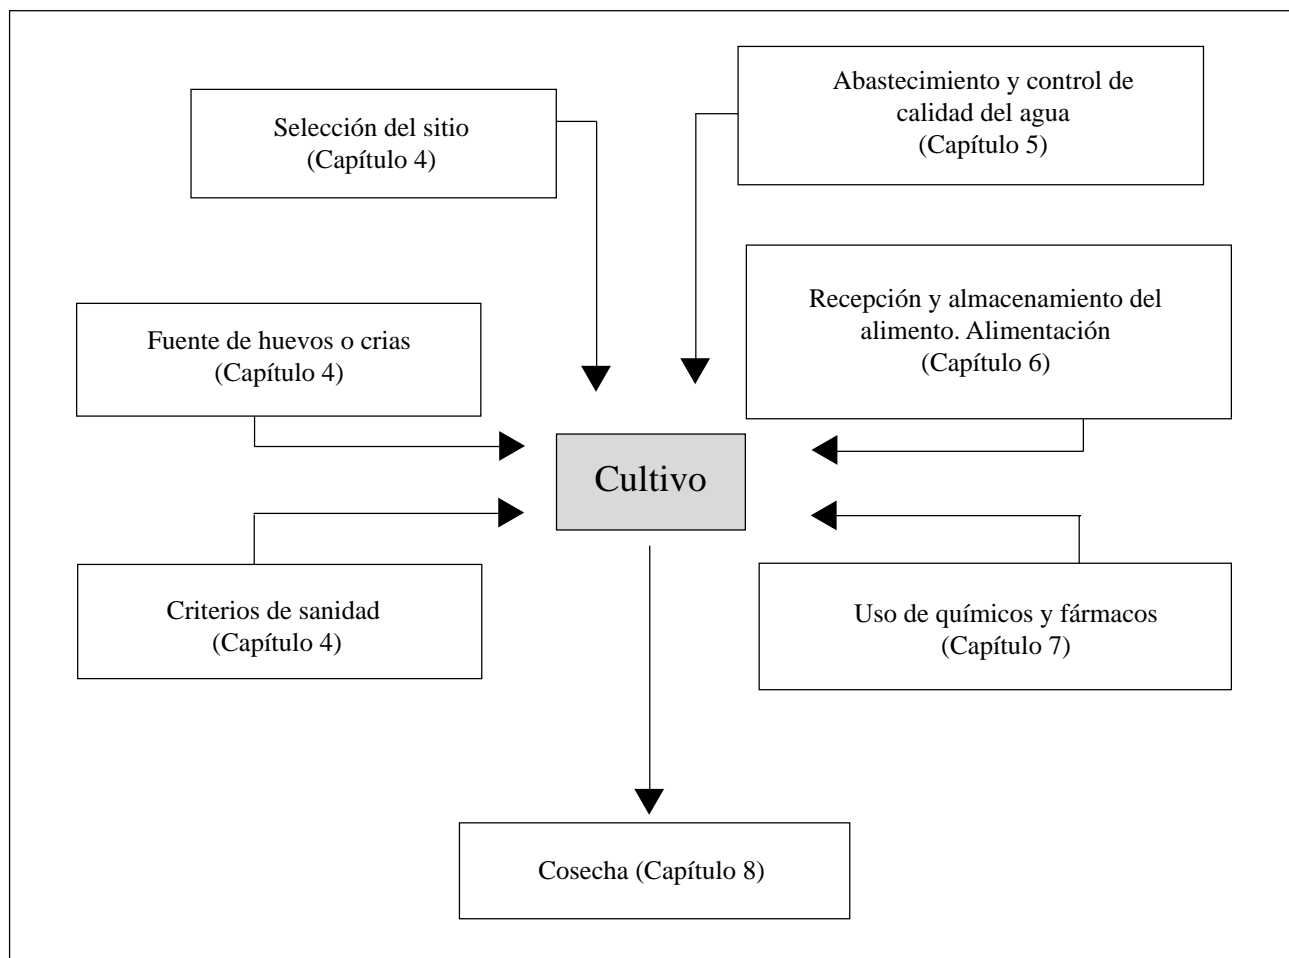 Selección del sitio
(Capítulo 4)
Abastecimiento y control de
calidad del agua
(Capítulo 5)
Fuente de huevos o crias
(Capítulo 4)
Recepción y almacenamiento del
alimento. Alimentación
(Capítulo 6)
Cultivo
Criterios de sanidad
(Capítulo 4)
Uso de químicos y fármacos
(Capítulo 7)
Cosecha (Capítulo 8)